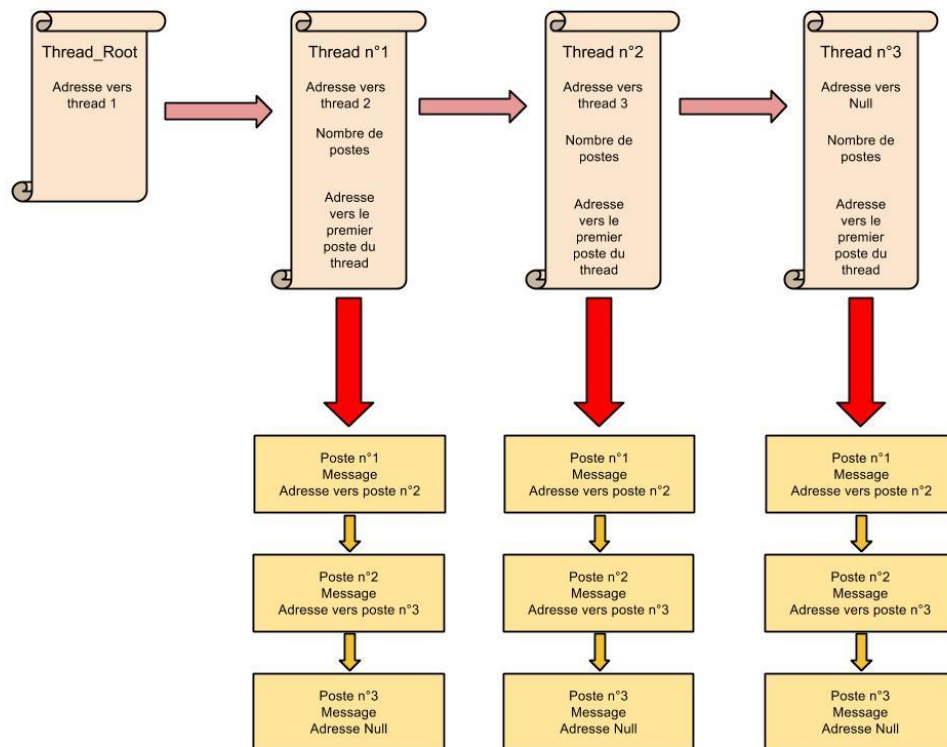 Thread_Root
Adresse vers
thread 1
Thread n°1
Adresse vers
thread 2
Nombre de
postes
Adresse
vers le
premier
poste du
thread
Thread n°2
Adresse vers
thread 3
Nombre de
postes
Adresse
vers le
premier
poste du
thread
Thread n°3
Adresse vers
Null
Nombre de
postes
Adresse
vers le
premier
poste du
thread
Poste n°1
Message
Adresse vers poste n°2
Poste n°2
Message
Adresse vers poste n°3
Poste n°3
Message
Adresse Null
Poste n°1
Message
Adresse vers poste n°2
Poste n°2
Message
Adresse vers poste n°3
Poste n°3
Message
Adresse Null
Poste n°1
Message
Adresse vers poste n°2
Poste n°2
Message
Adresse vers poste n°3
Poste n°3
Message
Adresse Null